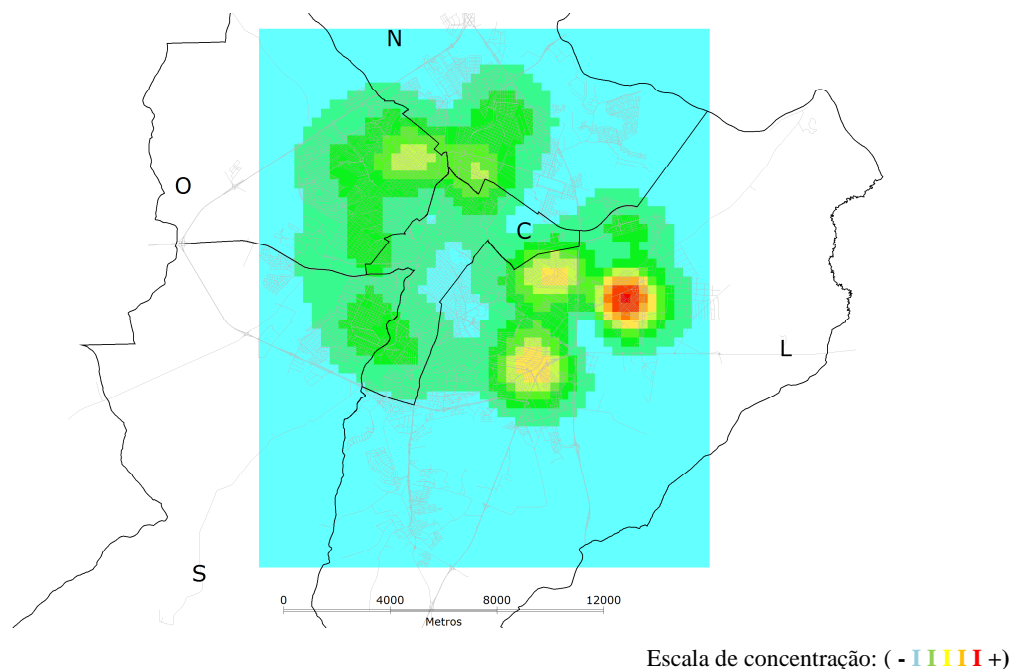 N
O
C
L
S
0 4000 8000 12000
Metros
Escala de concentração: ( - I I I I I +)